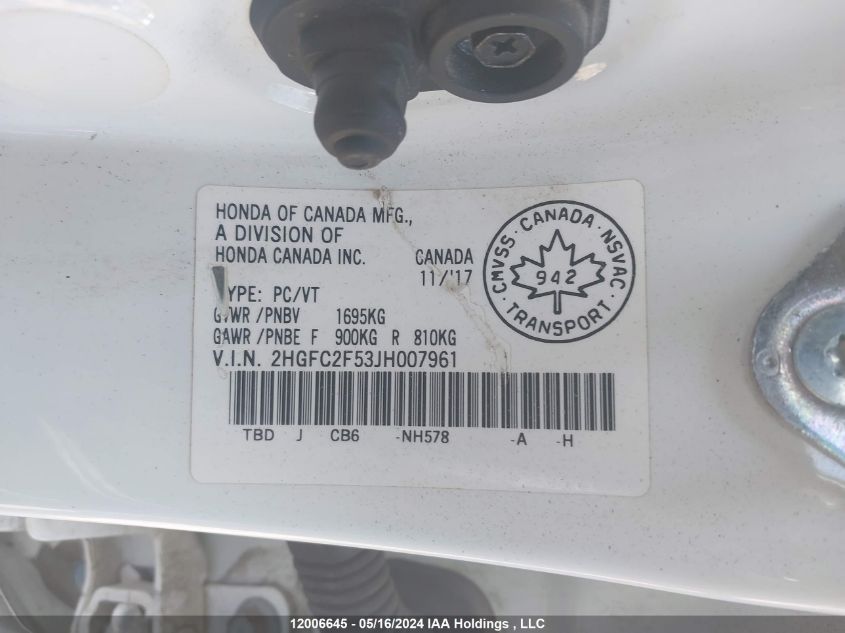 HONDA OF CANADA MFG.,
A DIVISION OF
HONDA CANADA INC. CANADA
11/'17
TYPE: PC/VT
GVWR /PNBV 1695KG
GAWR /PNBE F 900KG R 810KG
V.I.N. 2HGFC2F53JH007961
TBD J CB6 -NH578 -A -H
CMVSS · CANADA · NSVAC
942
· TRANSPORT ·
12006645 - 05/16/2024 IAA Holdings , LLC